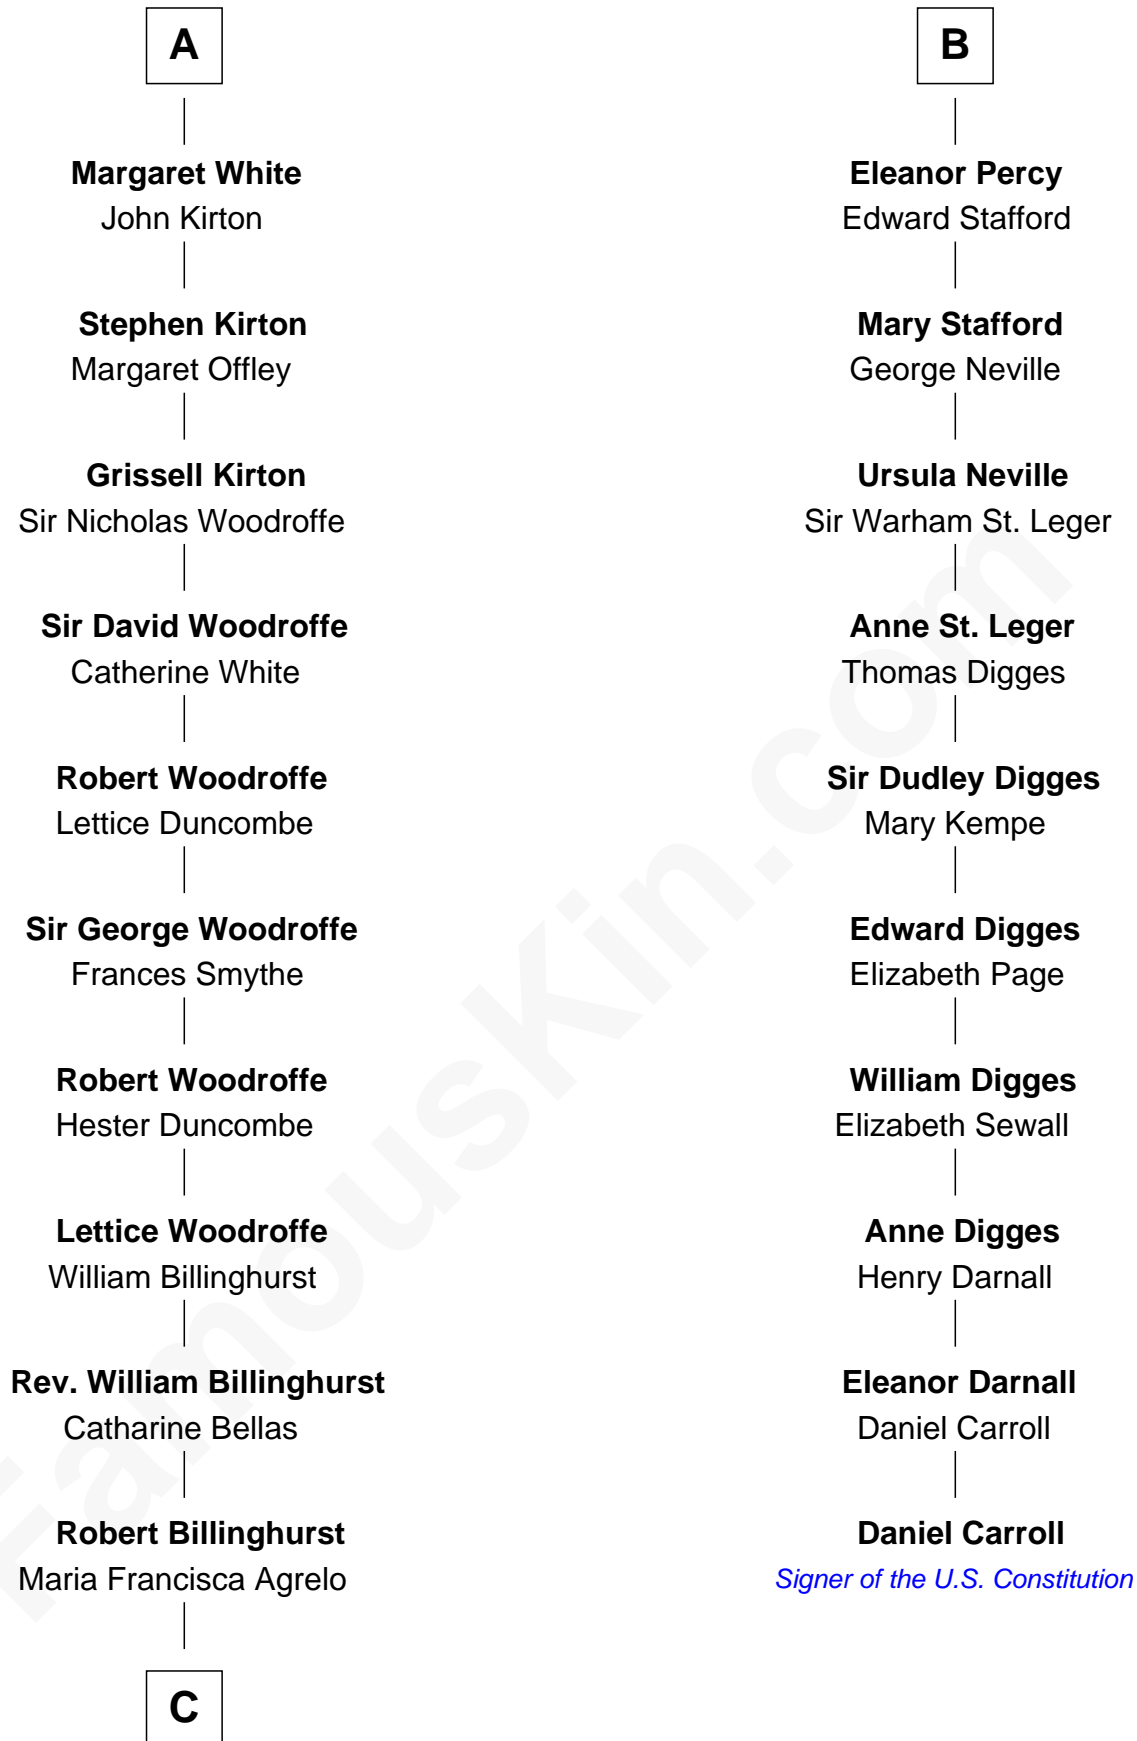 A
Margaret White
John Kirton
Stephen Kirton
Margaret Offley
Grissell Kirton
Sir Nicholas Woodroffe
Sir David Woodroffe
Catherine White
Robert Woodroffe
Lettice Duncombe
Sir George Woodroffe
Frances Smythe
Robert Woodroffe
Hester Duncombe
Lettice Woodroffe
William Billinghurst
Rev. William Billinghurst
Catharine Bellas
Robert Billinghurst
Maria Francisca Agrelo
C
B
Eleanor Percy
Edward Stafford
Mary Stafford
George Neville
Ursula Neville
Sir Warham St. Leger
Anne St. Leger
Thomas Digges
Sir Dudley Digges
Mary Kempe
Edward Digges
Elizabeth Page
William Digges
Elizabeth Sewall
Anne Digges
Henry Darnall
Eleanor Darnall
Daniel Carroll
Daniel Carroll
Signer of the U.S. Constitution
FamousKin.com